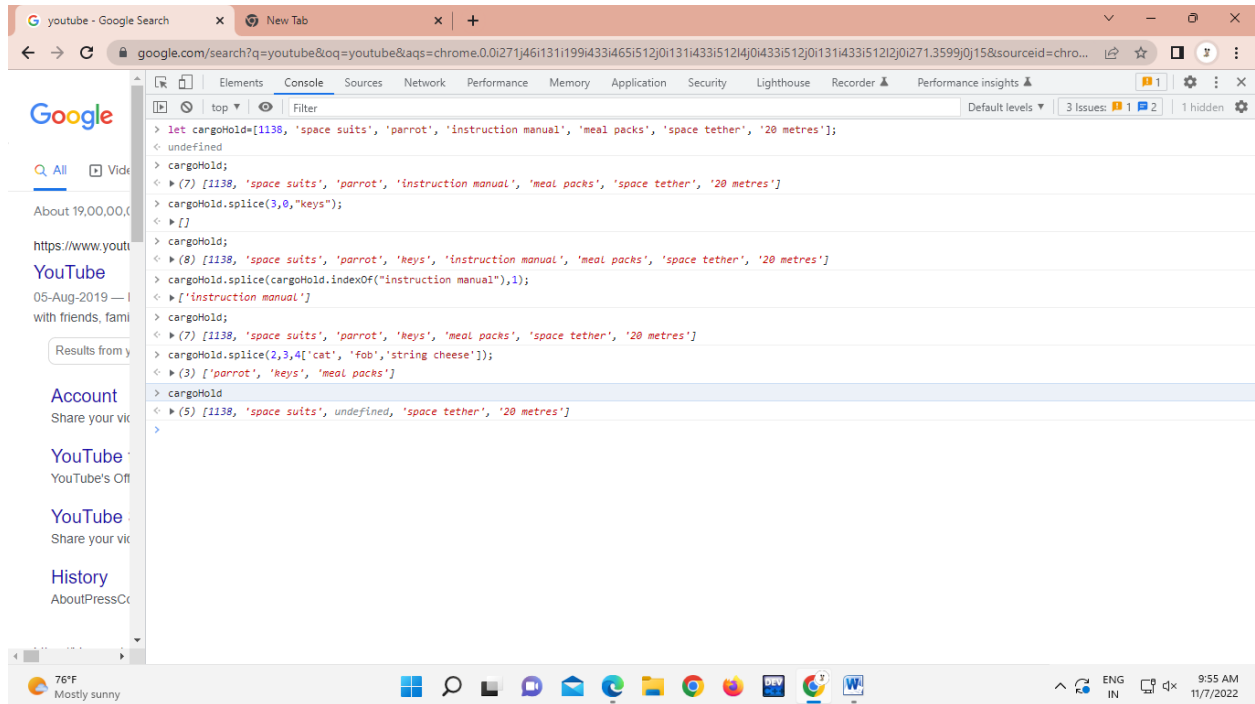 youtube - Google Search
New Tab
google.com/search?q=youtube&oq=youtube&aqs=chrome.0.0i271j46i131i199i433i465i512j0i131i433i512l4j0i433i512j0i131i433i512l2j0i271.3599j0j15&sourceid=chro...
Google
All Vide
About 19,00,00,0
https://www.youtu
YouTube
05-Aug-2019 —
with friends, fami
Results from y
Account
Share your vid
YouTube
YouTube's Off
YouTube
Share your vid
History
AboutPressCo
Elements Console Sources Network Performance Memory Application Security Lighthouse Recorder Performance insights 1
top Filter Default levels 3 Issues: 1 2 1 hidden
> let cargoHold=[1138, 'space suits', 'parrot', 'instruction manual', 'meal packs', 'space tether', '20 metres'];
undefined
> cargoHold;
(7) [1138, 'space suits', 'parrot', 'instruction manual', 'meal packs', 'space tether', '20 metres']
> cargoHold.splice(3,0,"keys");
[]
> cargoHold;
(8) [1138, 'space suits', 'parrot', 'keys', 'instruction manual', 'meal packs', 'space tether', '20 metres']
> cargoHold.splice(cargoHold.indexOf("instruction manual"),1);
['instruction manual']
> cargoHold;
(7) [1138, 'space suits', 'parrot', 'keys', 'meal packs', 'space tether', '20 metres']
> cargoHold.splice(2,3,4['cat', 'fob','string cheese']);
(3) ['parrot', 'keys', 'meal packs']
> cargoHold
(5) [1138, 'space suits', undefined, 'space tether', '20 metres']
>
76°F
Mostly sunny
DEV
ENG
IN
9:55 AM
11/7/2022